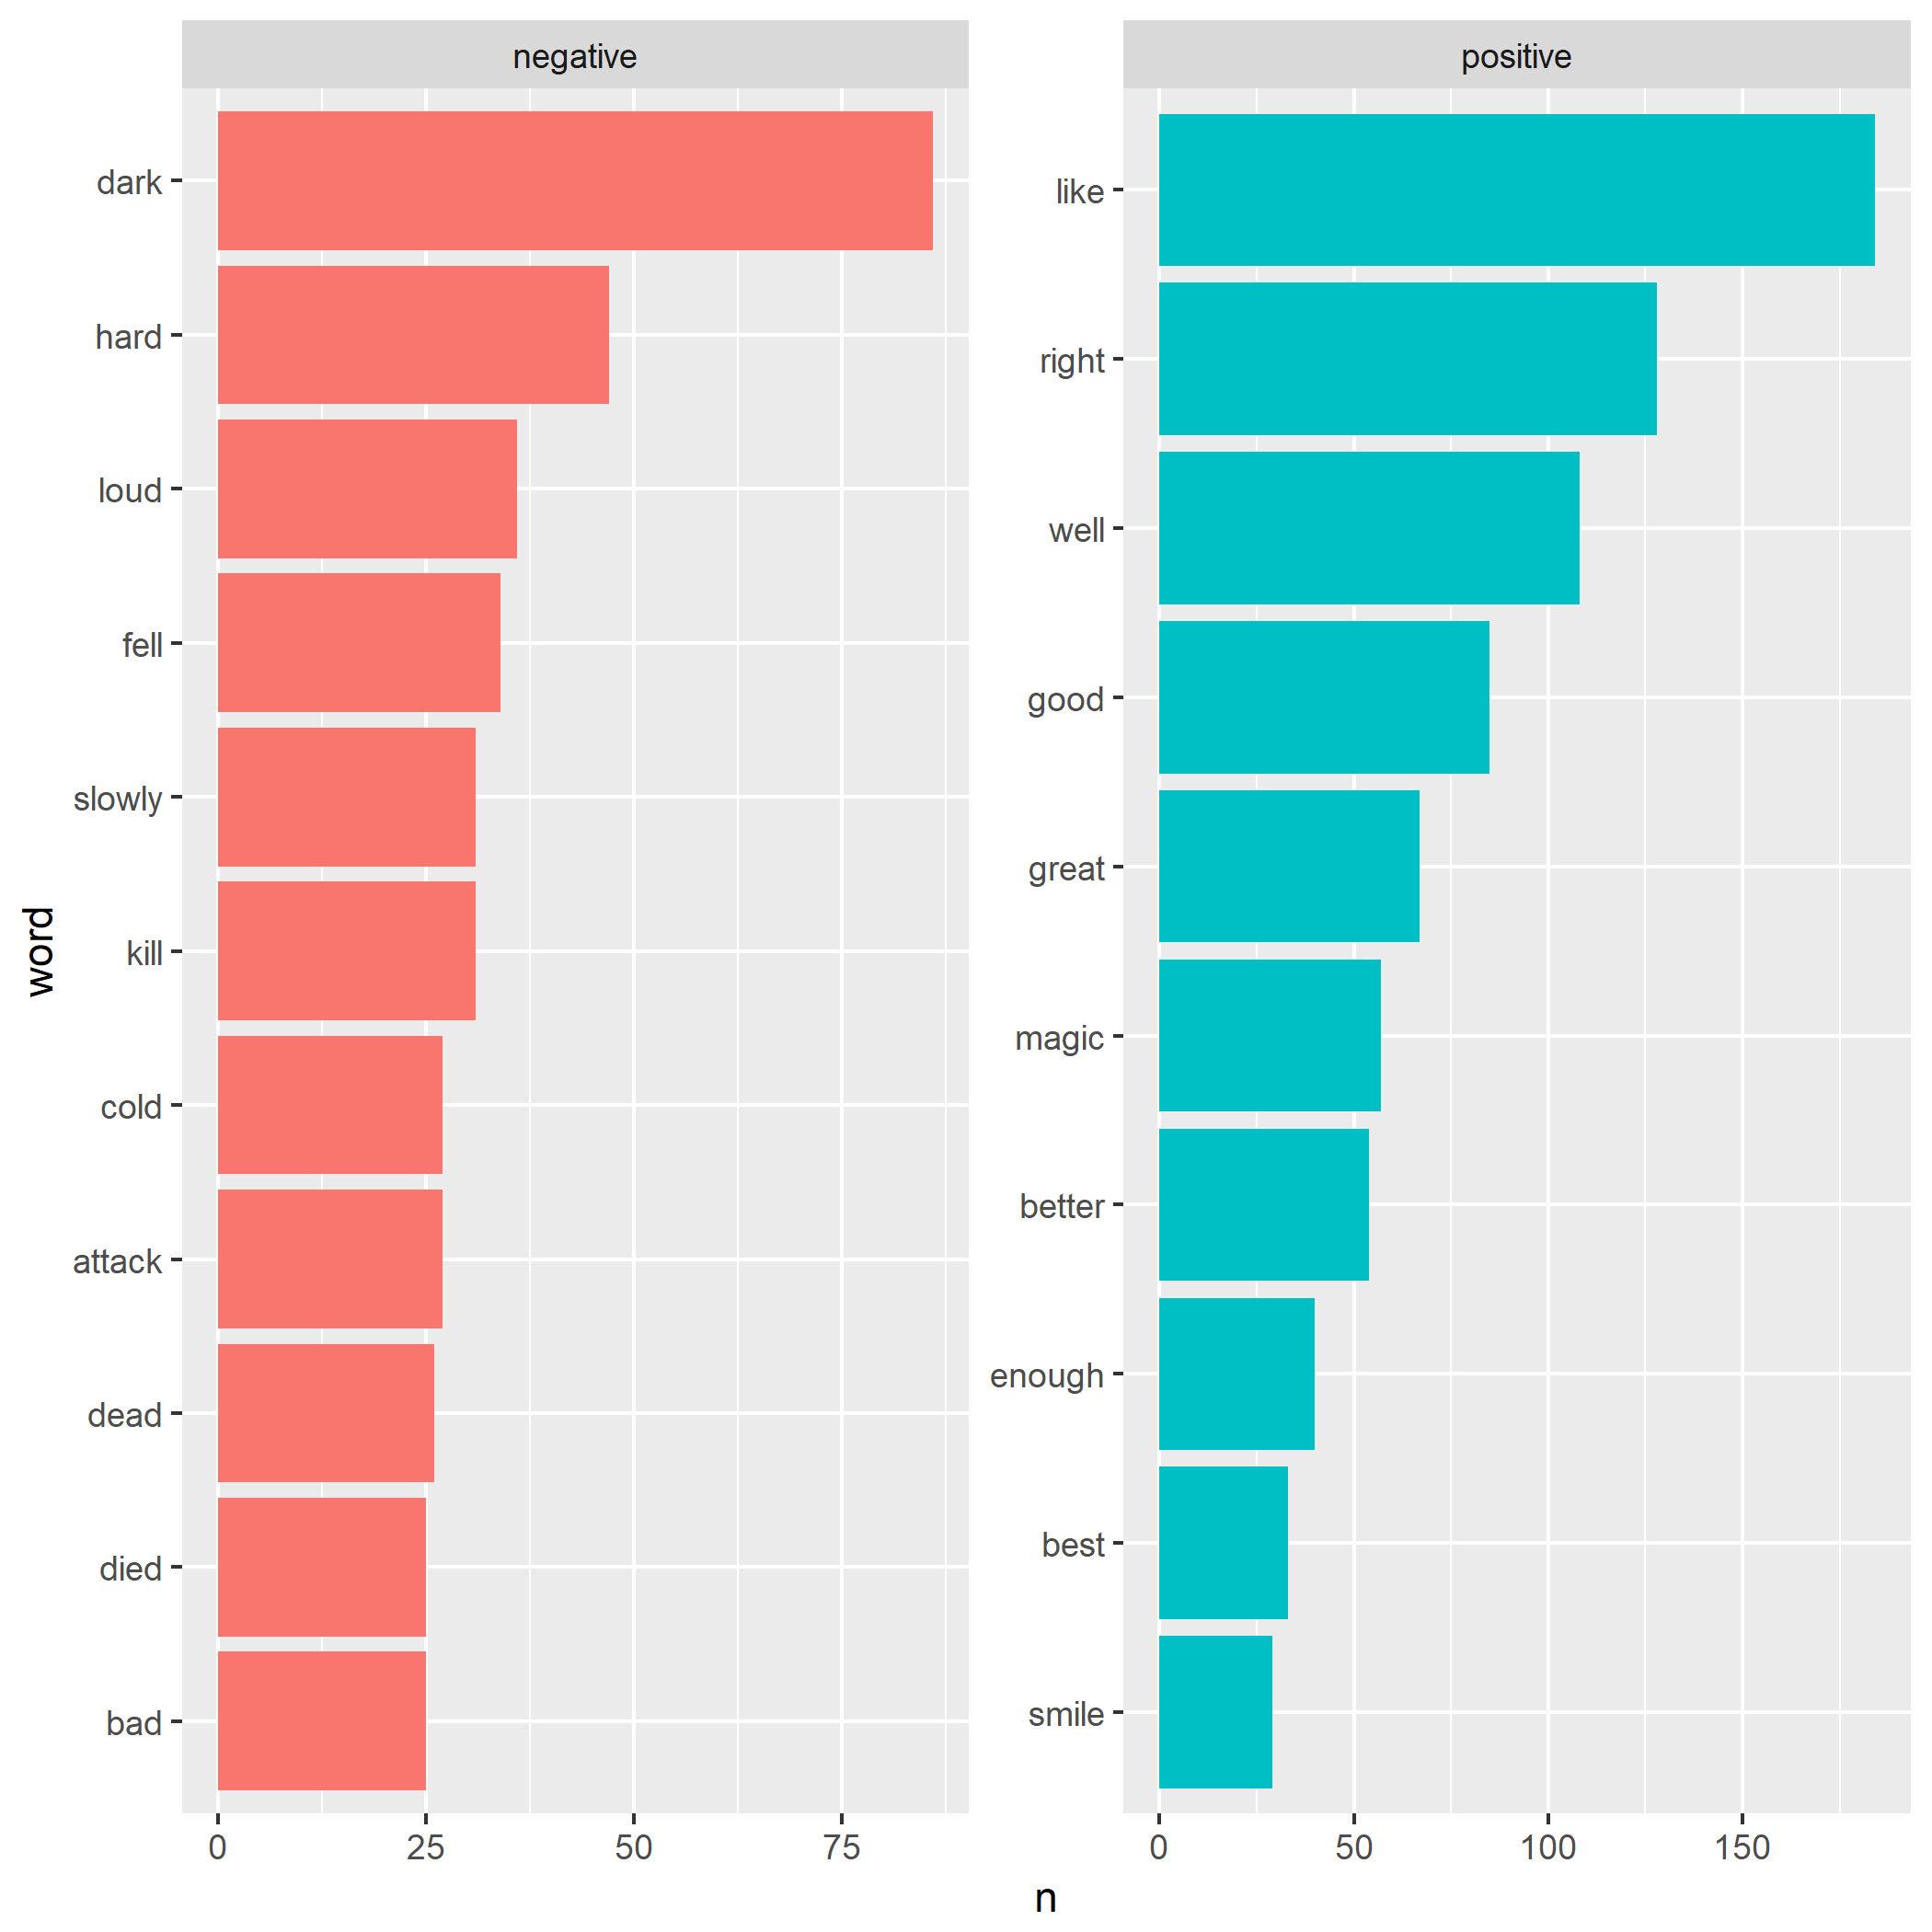 negative
dark
hard
loud
fell
slowly
kill
cold
attack
dead
died
bad
0 25 50 75
positive
like
right
well
good
great
magic
better
enough
best
smile
0 50 100 150
word
n